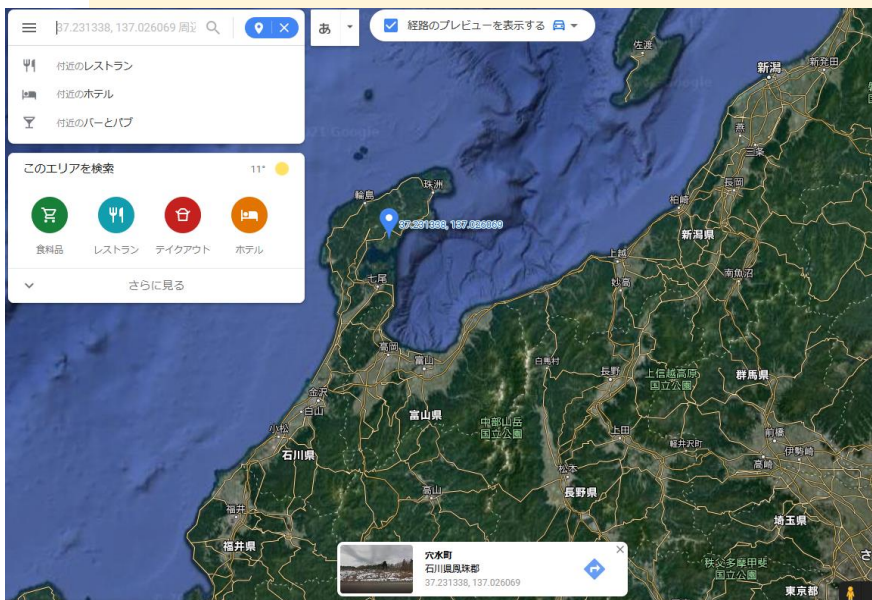 37.231338, 137.026069 周辺
あ
経路のプレビューを表示する
付近のレストラン
付近のホテル
付近のバーとパブ
このエリアを検索
11°
食料品
レストラン
テイクアウト
ホテル
さらに見る
佐渡
新潟
新発田
燕
三条
長岡
柏崎
新潟県
上越
妙高
南魚沼
輪島
珠洲
37.231338, 137.026069
七尾
高岡
富山
金沢
白山
小松
石川県
富山県
白馬村
長野
上信越高原
国立公園
群馬県
中部山岳
国立公園
上田
軽井沢町
前橋
伊勢崎
高崎
松本
長野県
高山
福井
福井県
埼玉県
さ
秩父多摩甲斐
国立公園
東京都
穴水町
石川県鳳珠郡
37.231338, 137.026069